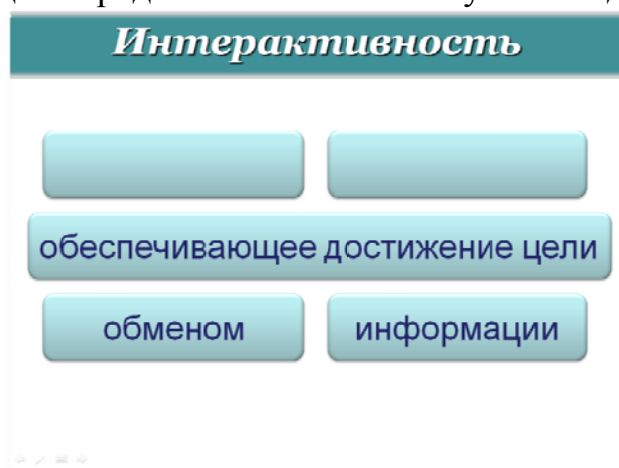 Интерактивность
обеспечивающее достижение цели
обменом
информации